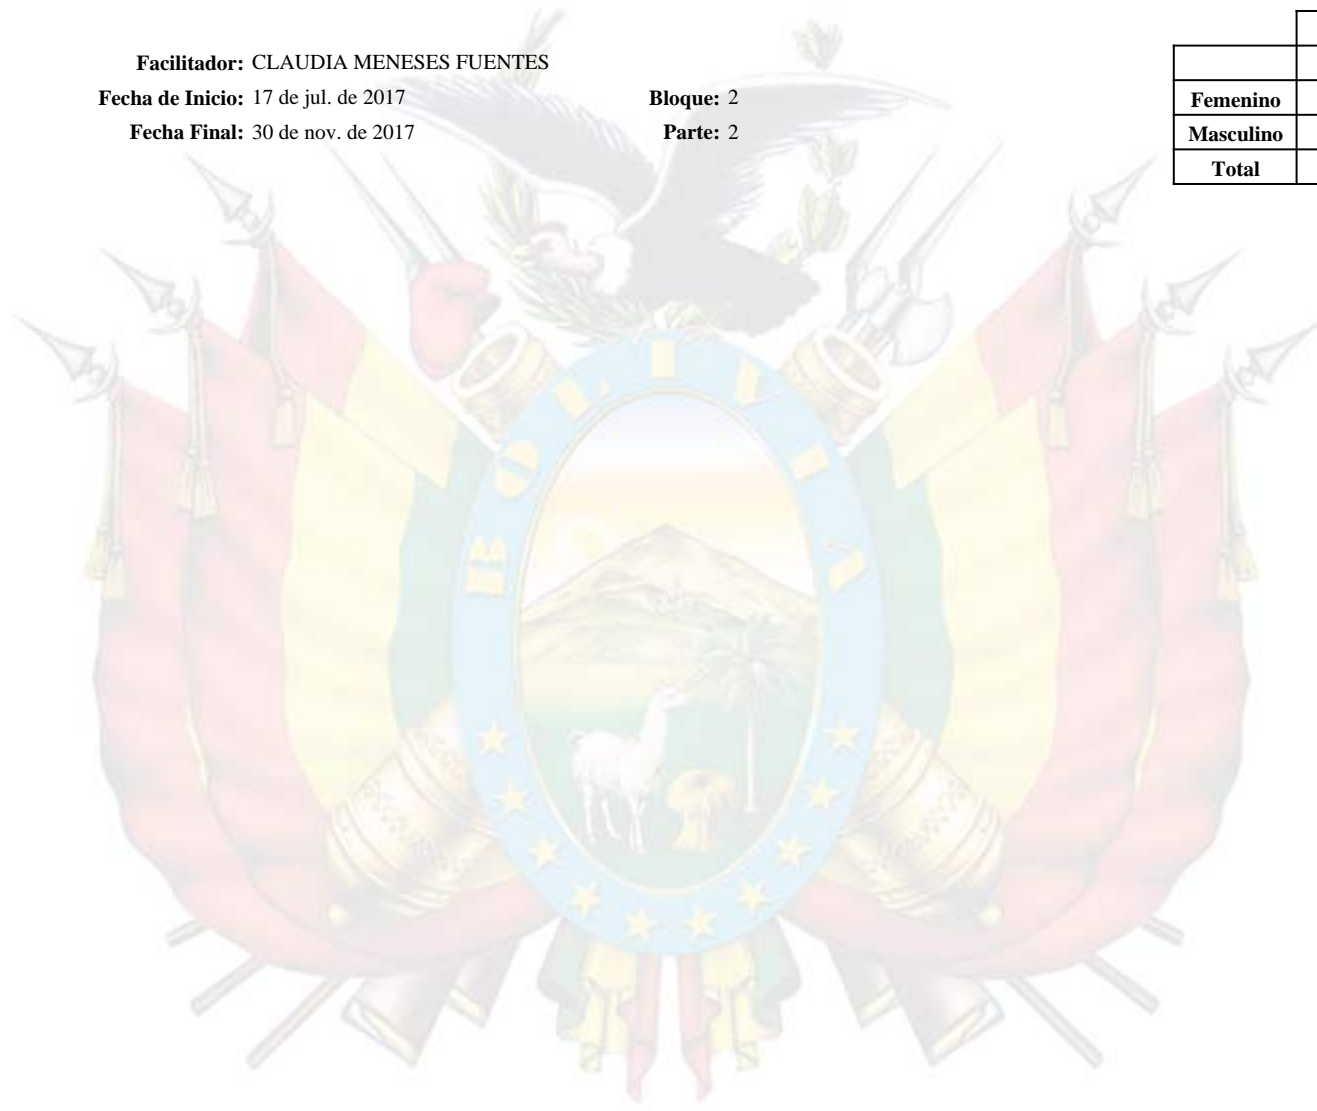 Facilitador: CLAUDIA MENESES FUENTES
Fecha de Inicio: 17 de jul. de 2017 Bloque: 2
Fecha Final: 30 de nov. de 2017 Parte: 2
Femenino
Masculino
Total
BOLIVIA